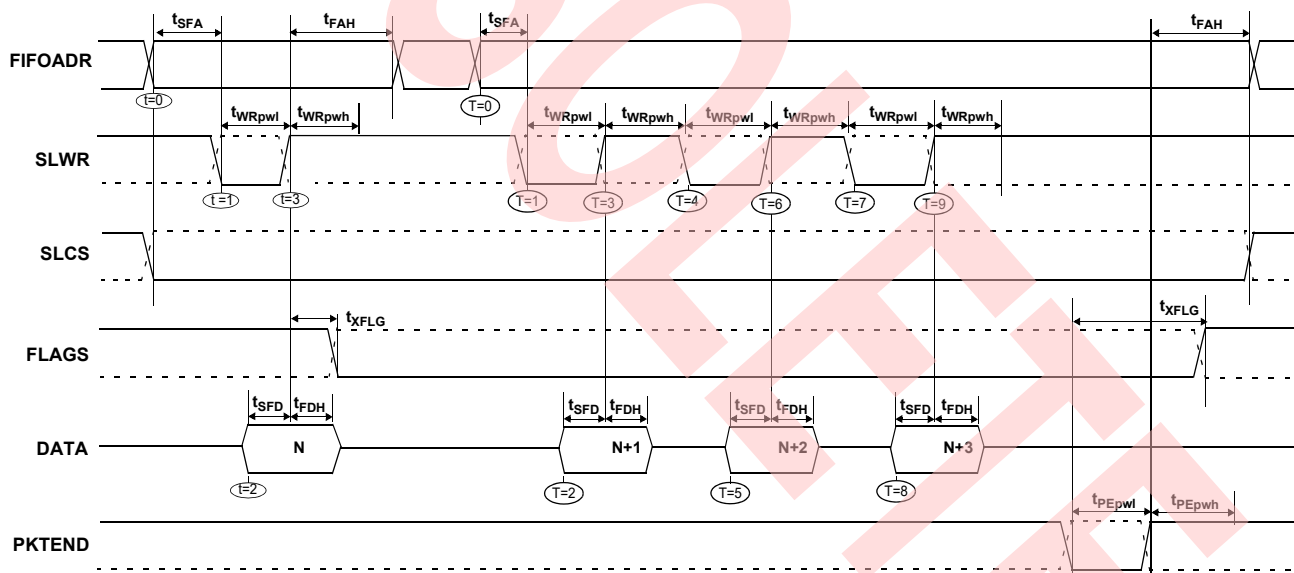 tSFA tFAH tSFA tFAH
FIFOADR
t=0 T=0
tWRpwl tWRpwh tWRpwl tWRpwh tWRpwl tWRpwh tWRpwl tWRpwh
SLWR
t =1 t=3 T=1 T=3 T=4 T=6 T=7 T=9
SLCS
tXFLG tXFLG
FLAGS
tSFD tFDH tSFD tFDH tSFD tFDH tSFD tFDH
DATA N N+1 N+2 N+3
t=2 T=2 T=5 T=8
tPEpwl tPEpwh
PKTEND